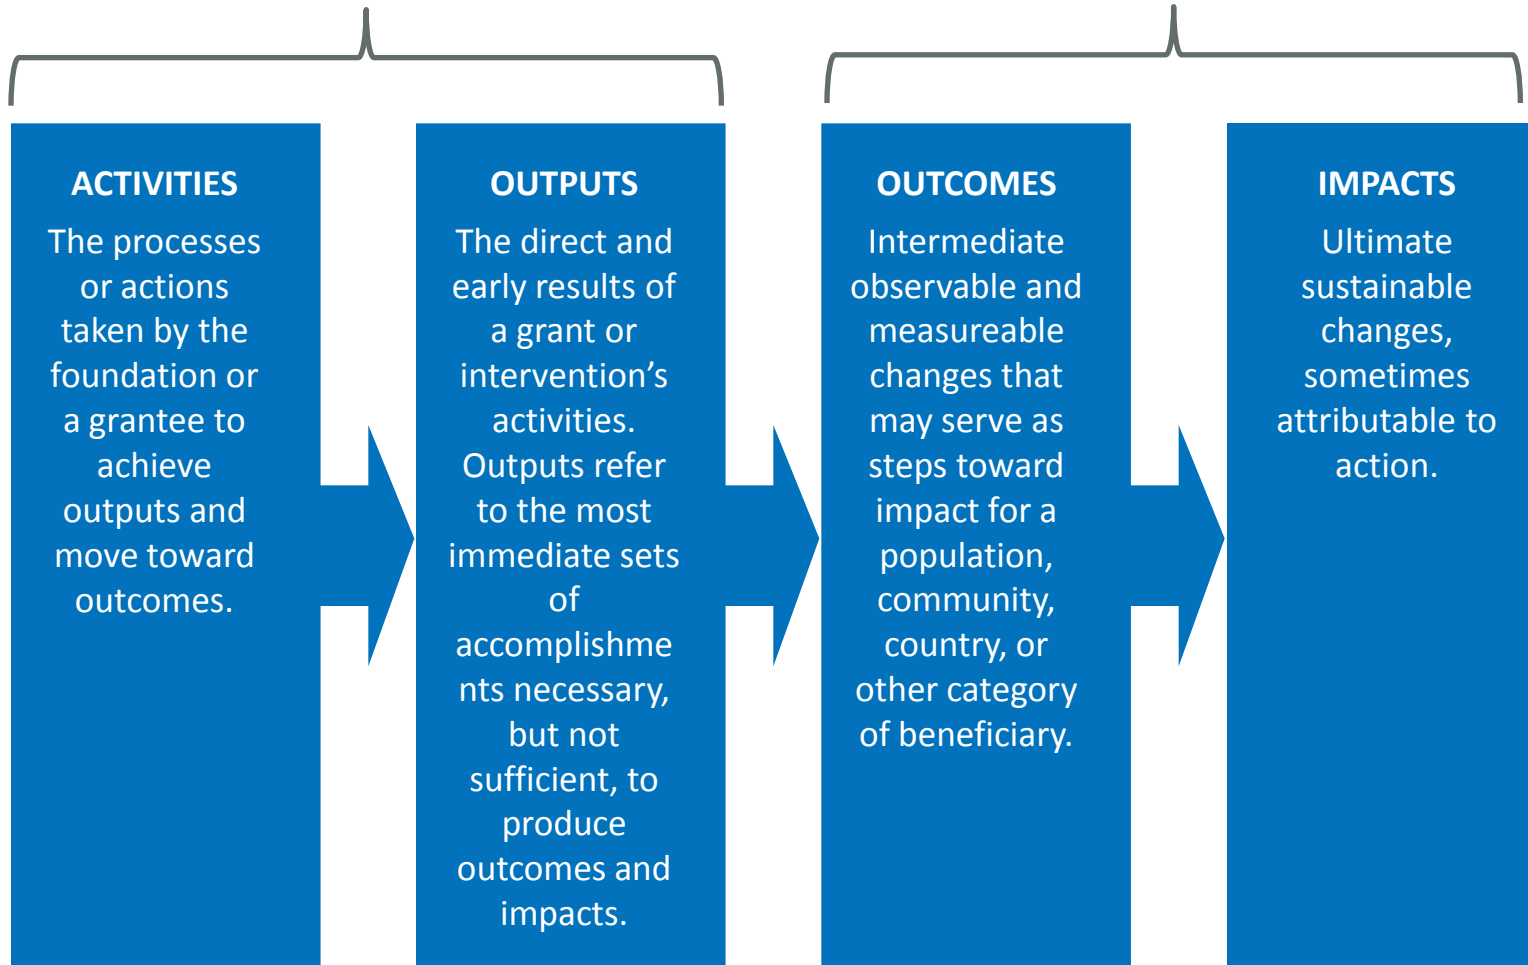 ACTIVITIES
The processes
or actions
taken by the
foundation or
a grantee to
achieve
outputs and
move toward
outcomes.
OUTPUTS
The direct and
early results of
a grant or
intervention’s
activities.
Outputs refer
to the most
immediate sets
of
accomplishme
nts necessary,
but not
sufficient, to
produce
outcomes and
impacts.
OUTCOMES
Intermediate
observable and
measureable
changes that
may serve as
steps toward
impact for a
population,
community,
country, or
other category
of beneficiary.
IMPACTS
Ultimate
sustainable
changes,
sometimes
attributable to
action.